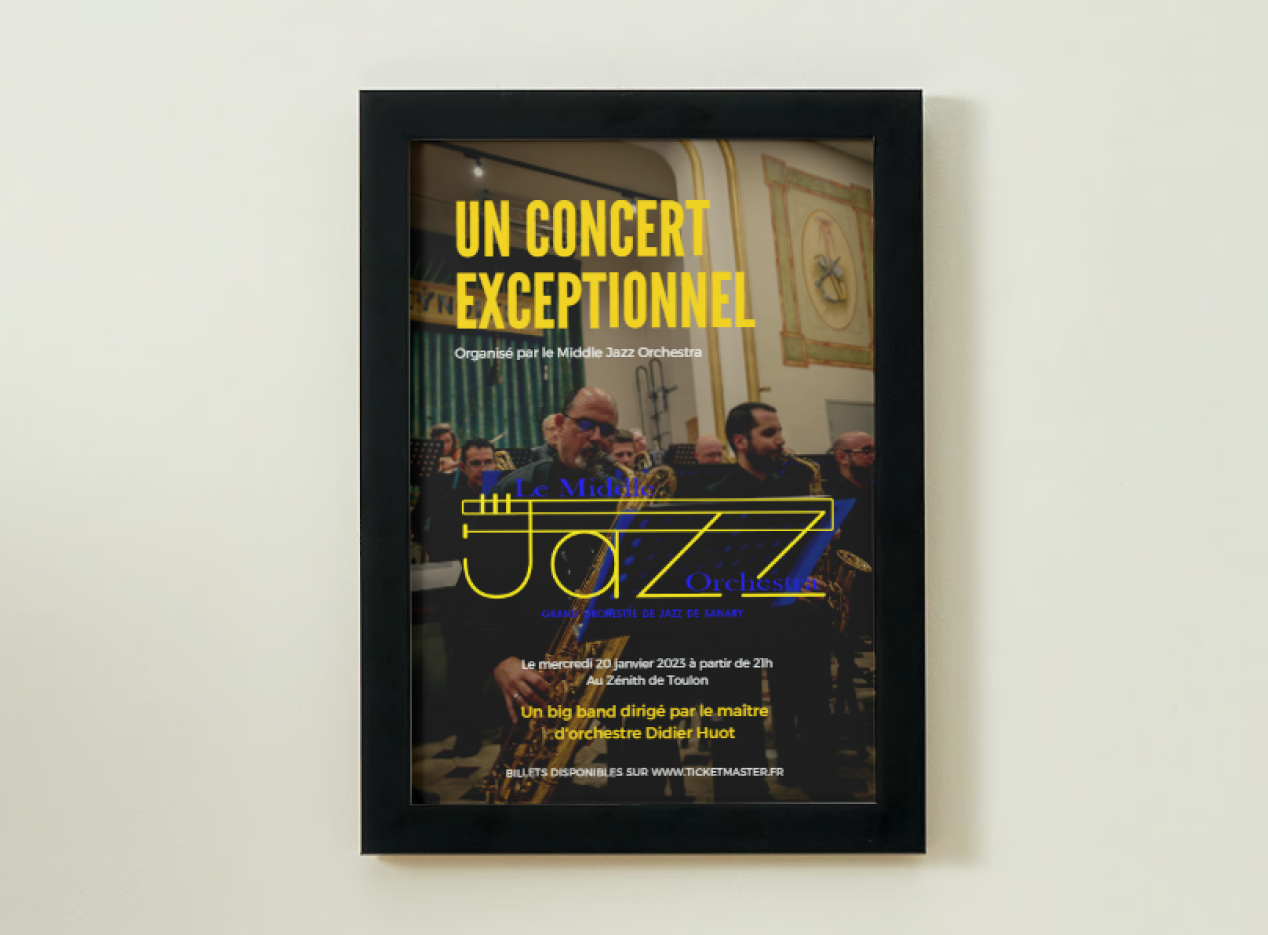 UN CONCERT
EXCEPTIONNEL
Organisé par le Middle Jazz Orchestra
Le Middle
Jazz
Orchestra
GRAND ORCHESTRE DE JAZZ DE SANARY
Le mercredi 20 janvier 2023 à partir de 21h
Au Zénith de Toulon
Un big band dirigé par le maître
d'orchestre Didier Huot
BILLETS DISPONIBLES SUR WWW.TICKETMASTER.FR